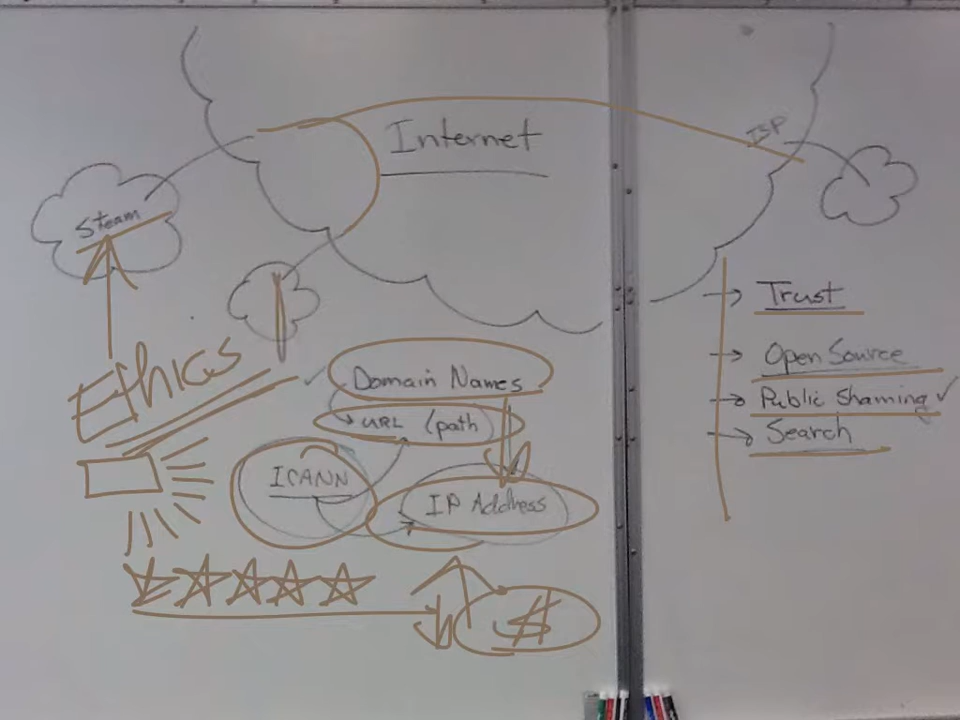 Internet
ISP
Steam
Ethics
Domain Names
URL /path
ICANN
IP Address
$
Trust
Open Source
Public Shaming
Search